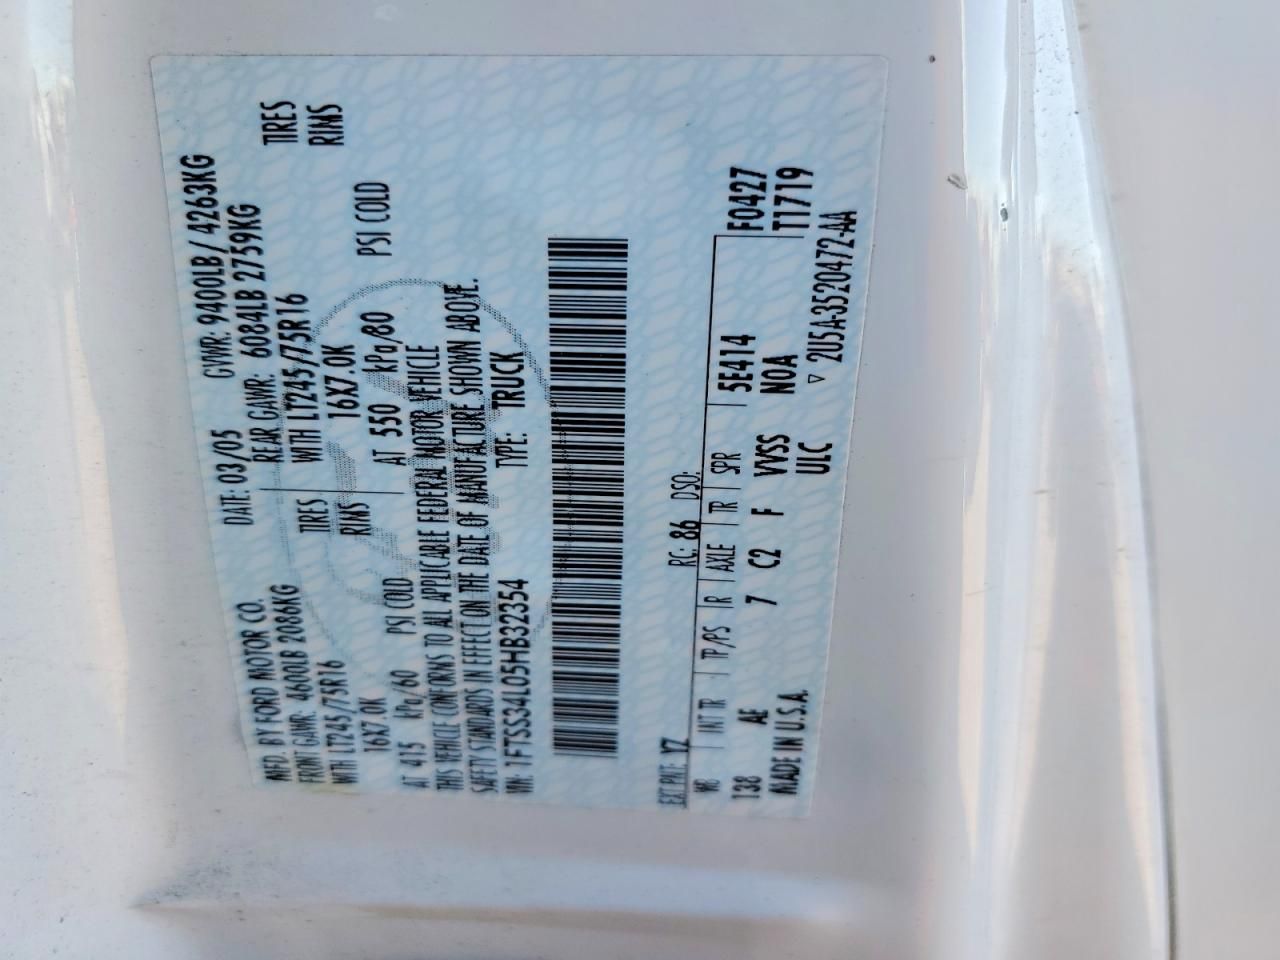 MFD. BY FORD MOTOR CO. DATE: 03/05 GVWR: 9400LB / 4263KG
FRONT GAWR: 4600LB 2086KG REAR GAWR: 6084LB 2759KG
WITH LT245/75R16 TIRES WITH LT245/75R16 TIRES
16X7.0K RIMS 16X7.0K RIMS
AT 415 kPa/60 PSI COLD AT 550 kPa/80 PSI COLD
THIS VEHICLE CONFORMS TO ALL APPLICABLE FEDERAL MOTOR VEHICLE
SAFETY STANDARDS IN EFFECT ON THE DATE OF MANUFACTURE SHOWN ABOVE.
VIN: 1FTSS34L05HB32354 TYPE: TRUCK
EXT PNT: YZ RC: 86 DSO:
WB INT TR TP/PS R AXLE TR SPR F0427
138 AE 7 C2 F VVSS 5E414 T1719
MADE IN U.S.A. ULC NOA
▽ 2U5A-3520472-AA